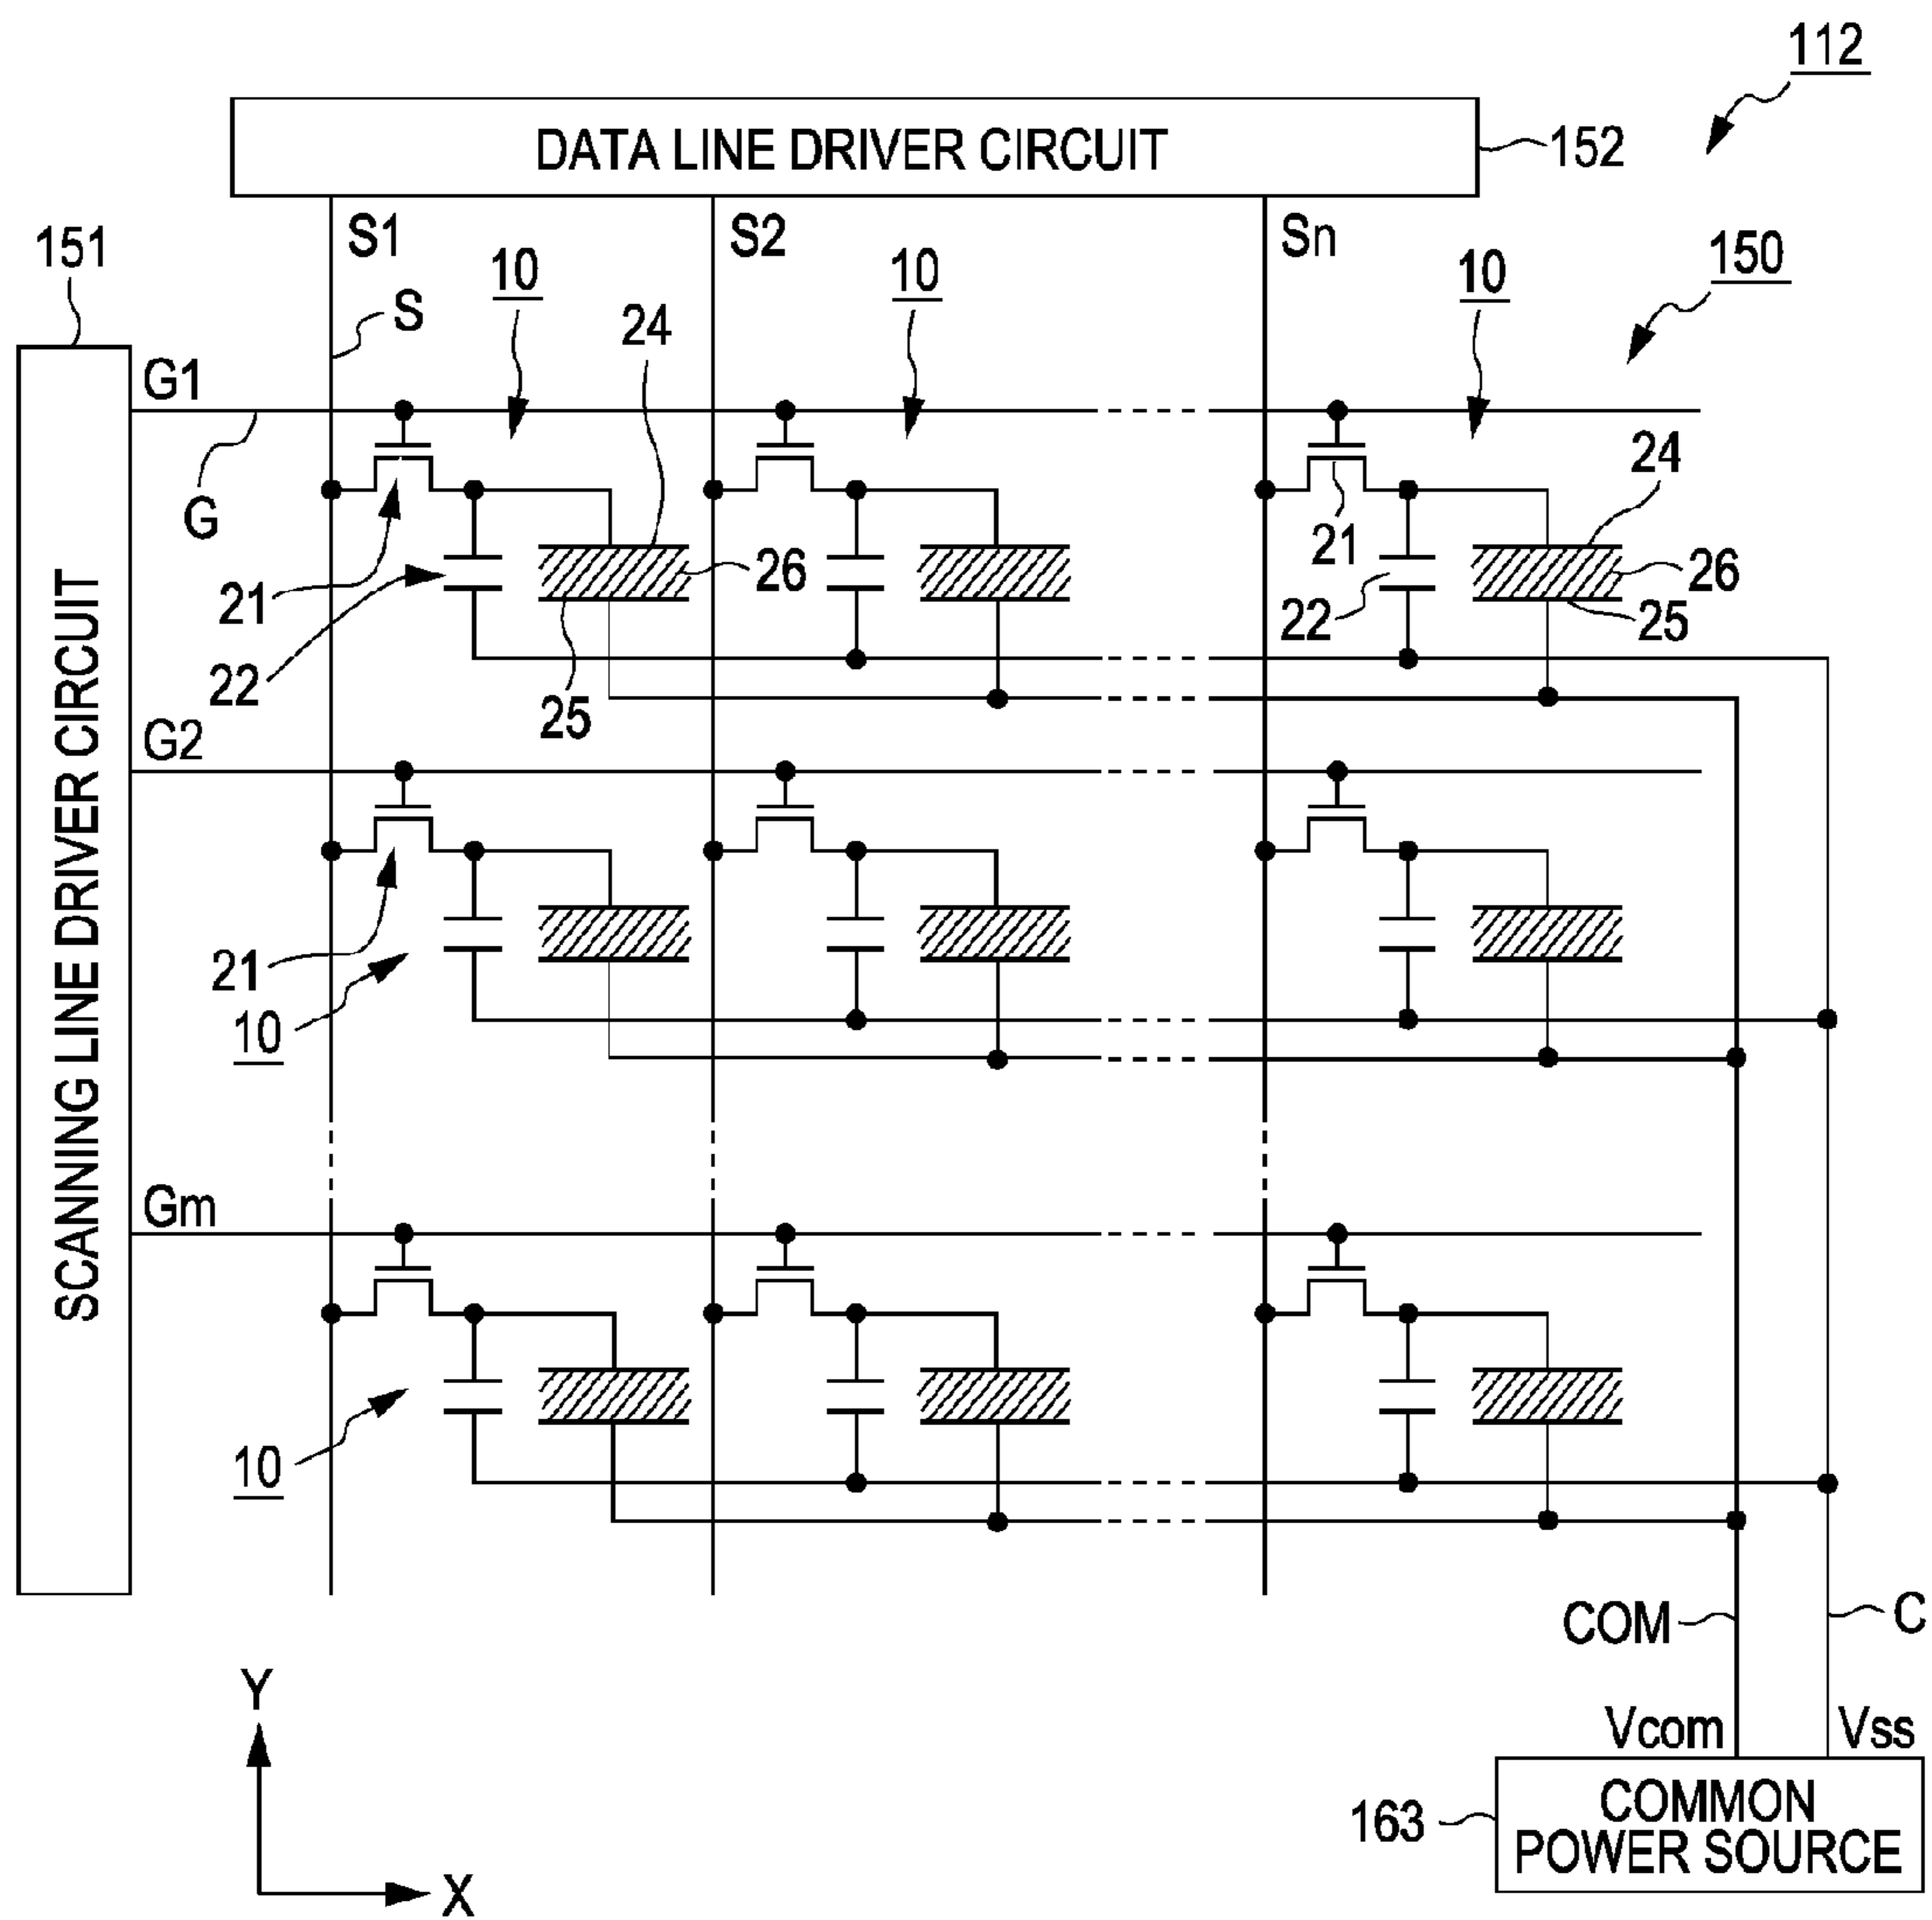 112
DATA LINE DRIVER CIRCUIT
152
151
S1
S2
Sn
10
10
10
150
S
24
G1
G
24
21
22
26
21
22
26
25
25
G2
21
10
SCANNING LINE DRIVER CIRCUIT
Gm
10
COM
C
Y
X
Vcom
Vss
163
COMMON
POWER SOURCE